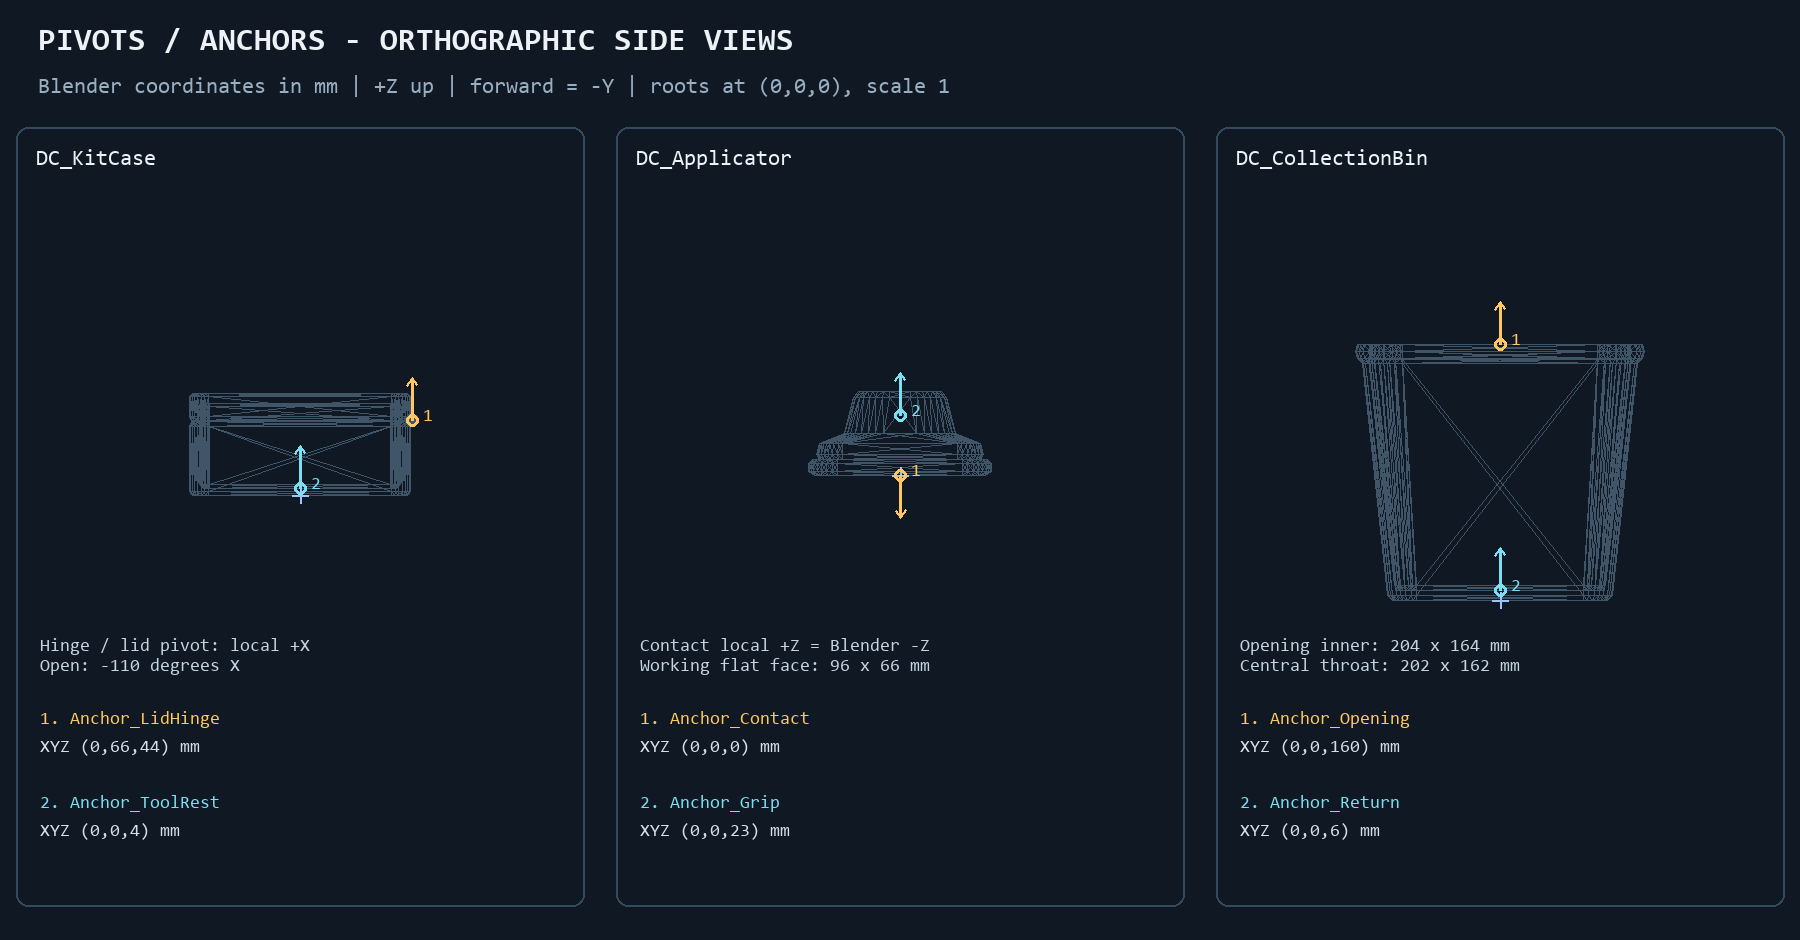 PIVOTS / ANCHORS - ORTHOGRAPHIC SIDE VIEWS
Blender coordinates in mm | +Z up | forward = -Y | roots at (0,0,0), scale 1
DC_KitCase
1
2
Hinge / lid pivot: local +X
Open: -110 degrees X
1. Anchor_LidHinge
XYZ (0,66,44) mm
2. Anchor_ToolRest
XYZ (0,0,4) mm
DC_Applicator
2
1
Contact local +Z = Blender -Z
Working flat face: 96 x 66 mm
1. Anchor_Contact
XYZ (0,0,0) mm
2. Anchor_Grip
XYZ (0,0,23) mm
DC_CollectionBin
1
2
Opening inner: 204 x 164 mm
Central throat: 202 x 162 mm
1. Anchor_Opening
XYZ (0,0,160) mm
2. Anchor_Return
XYZ (0,0,6) mm